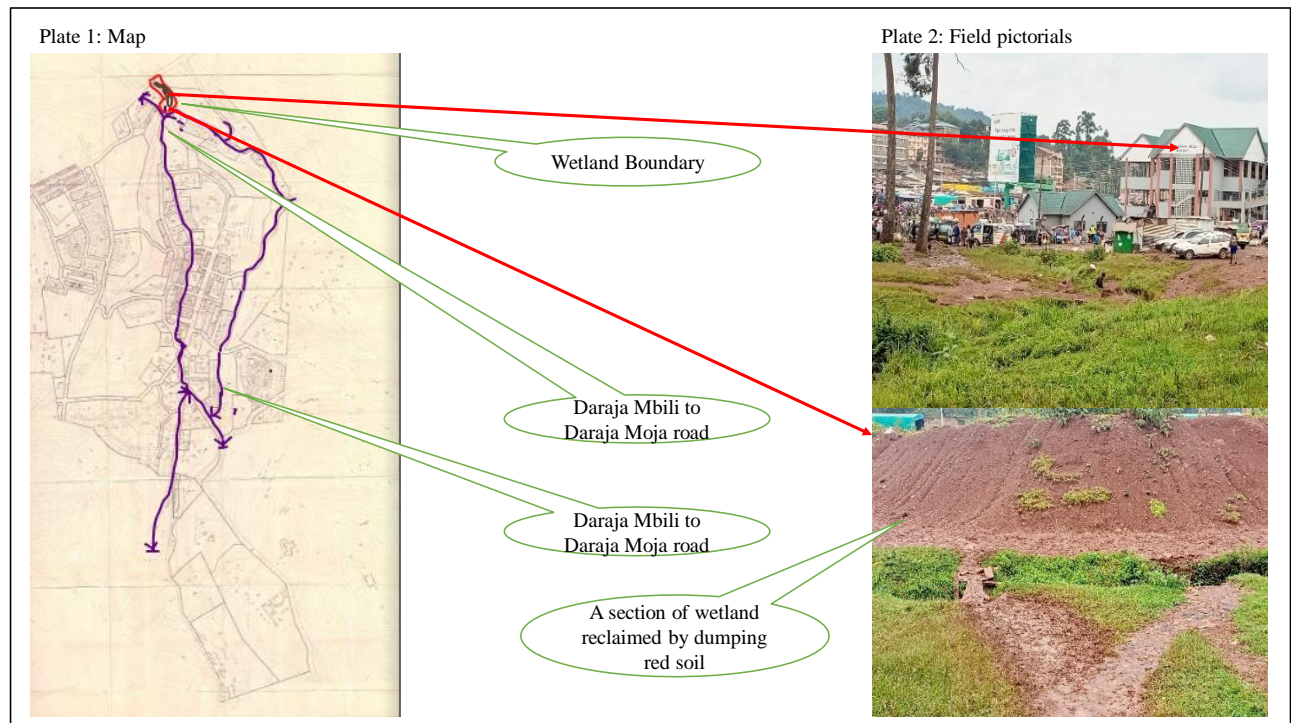 Plate 1: Map
Plate 2: Field pictorials
Wetland Boundary
Daraja Mbili to
Daraja Moja road
Daraja Mbili to
Daraja Moja road
A section of wetland
reclaimed by dumping
red soil